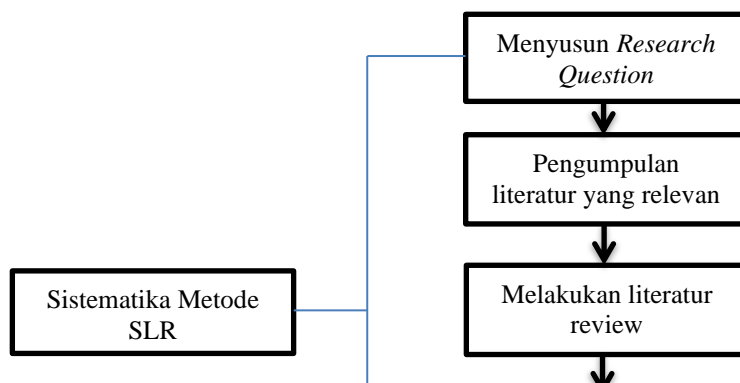 Menyusun Research
Question
Pengumpulan
literatur yang relevan
Sistematika Metode
SLR
Melakukan literatur
review